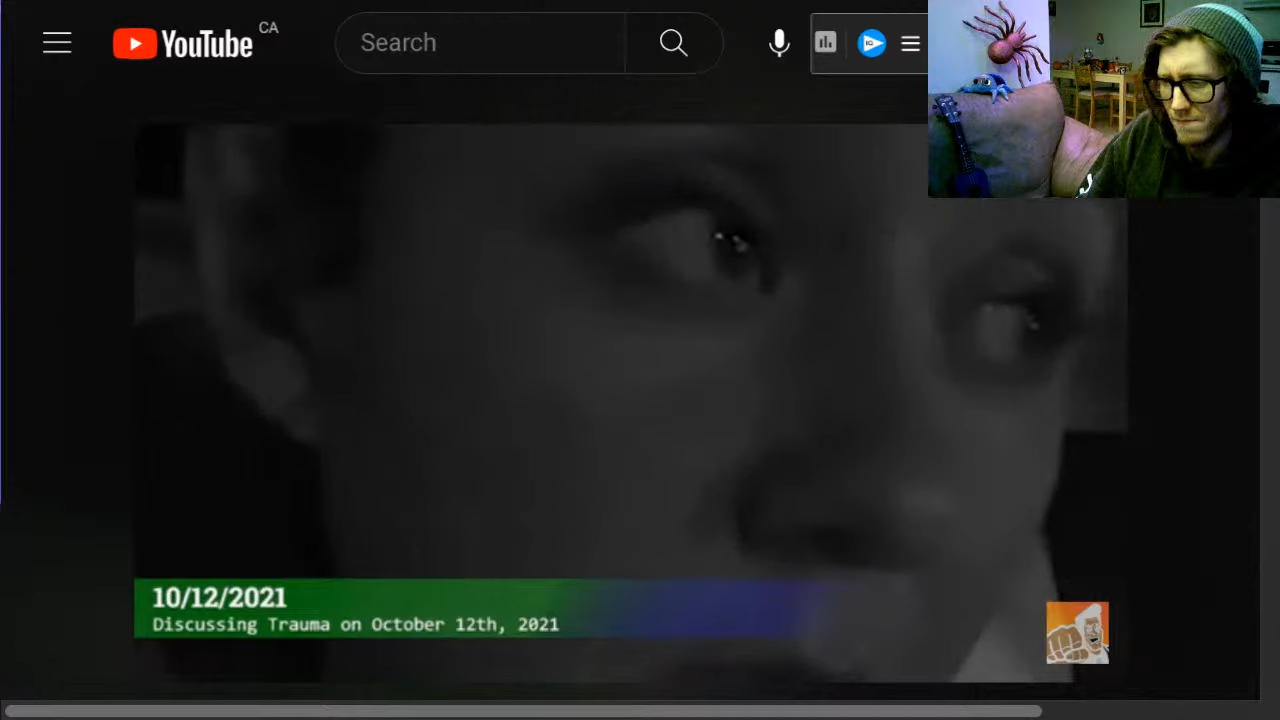 YouTube
CA
Search
10/12/2021
Discussing Trauma on October 12th, 2021